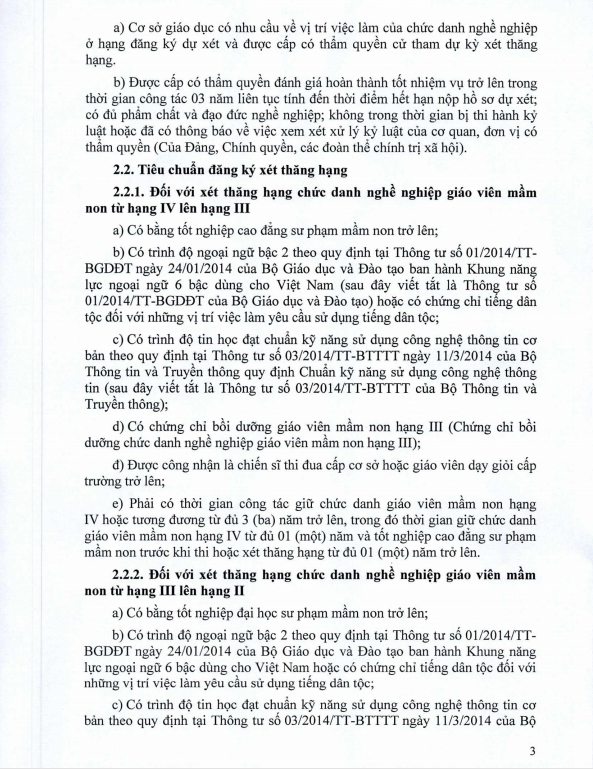 a) Cơ sở giáo dục có nhu cầu về vị trí việc làm của chức danh nghề nghiệp
ở hạng đăng ký dự xét và được cấp có thẩm quyền cử tham dự kỳ xét thăng
hạng.
b) Được cấp có thẩm quyền đánh giá hoàn thành tốt nhiệm vụ trở lên trong
thời gian công tác 03 năm liên tục tính đến thời điểm hết hạn nộp hồ sơ dự xét;
có đủ phẩm chất và đạo đức nghề nghiệp; không trong thời gian bị thi hành kỷ
luật hoặc đã có thông báo về việc xem xét xử lý kỷ luật của cơ quan, đơn vị có
thẩm quyền (Của Đảng, Chính quyền, các đoàn thể chính trị xã hội).
2.2. Tiêu chuẩn đăng ký xét thăng hạng
2.2.1. Đối với xét thăng hạng chức danh nghề nghiệp giáo viên mầm
non từ hạng IV lên hạng III
a) Có bằng tốt nghiệp cao đẳng sư phạm mầm non trở lên;
b) Có trình độ ngoại ngữ bậc 2 theo quy định tại Thông tư số 01/2014/TT-
BGDĐT ngày 24/01/2014 của Bộ Giáo dục và Đào tạo ban hành Khung năng
lực ngoại ngữ 6 bậc dùng cho Việt Nam (sau đây viết tắt là Thông tư số
01/2014/TT-BGDĐT của Bộ Giáo dục và Đào tạo) hoặc có chứng chỉ tiếng dân
tộc đối với những vị trí việc làm yêu cầu sử dụng tiếng dân tộc;
c) Có trình độ tin học đạt chuẩn kỹ năng sử dụng công nghệ thông tin cơ
bản theo quy định tại Thông tư số 03/2014/TT-BTTTT ngày 11/3/2014 của Bộ
Thông tin và Truyền thông quy định Chuẩn kỹ năng sử dụng công nghệ thông
tin (sau đây viết tắt là Thông tư số 03/2014/TT-BTTTT của Bộ Thông tin và
Truyền thông);
d) Có chứng chỉ bồi dưỡng giáo viên mầm non hạng III (Chứng chỉ bồi
dưỡng chức danh nghề nghiệp giáo viên mầm non hạng III);
đ) Được công nhận là chiến sĩ thi đua cấp cơ sở hoặc giáo viên dạy giỏi cấp
trường trở lên;
e) Phải có thời gian công tác giữ chức danh giáo viên mầm non hạng
IV hoặc tương đương từ đủ 3 (ba) năm trở lên, trong đó thời gian giữ chức danh
giáo viên mầm non hạng IV từ đủ 01 (một) năm và tốt nghiệp cao đẳng sư phạm
mầm non trước khi thi hoặc xét thăng hạng từ đủ 01 (một) năm trở lên.
2.2.2. Đối với xét thăng hạng chức danh nghề nghiệp giáo viên mầm
non từ hạng III lên hạng II
a) Có bằng tốt nghiệp đại học sư phạm mầm non trở lên;
b) Có trình độ ngoại ngữ bậc 2 theo quy định tại Thông tư số 01/2014/TT-
BGDĐT ngày 24/01/2014 của Bộ Giáo dục và Đào tạo ban hành Khung năng
lực ngoại ngữ 6 bậc dùng cho Việt Nam hoặc có chứng chỉ tiếng dân tộc đối với
những vị trí việc làm yêu cầu sử dụng tiếng dân tộc;
c) Có trình độ tin học đạt chuẩn kỹ năng sử dụng công nghệ thông tin cơ
bản theo quy định tại Thông tư số 03/2014/TT-BTTTT ngày 11/3/2014 của Bộ
3